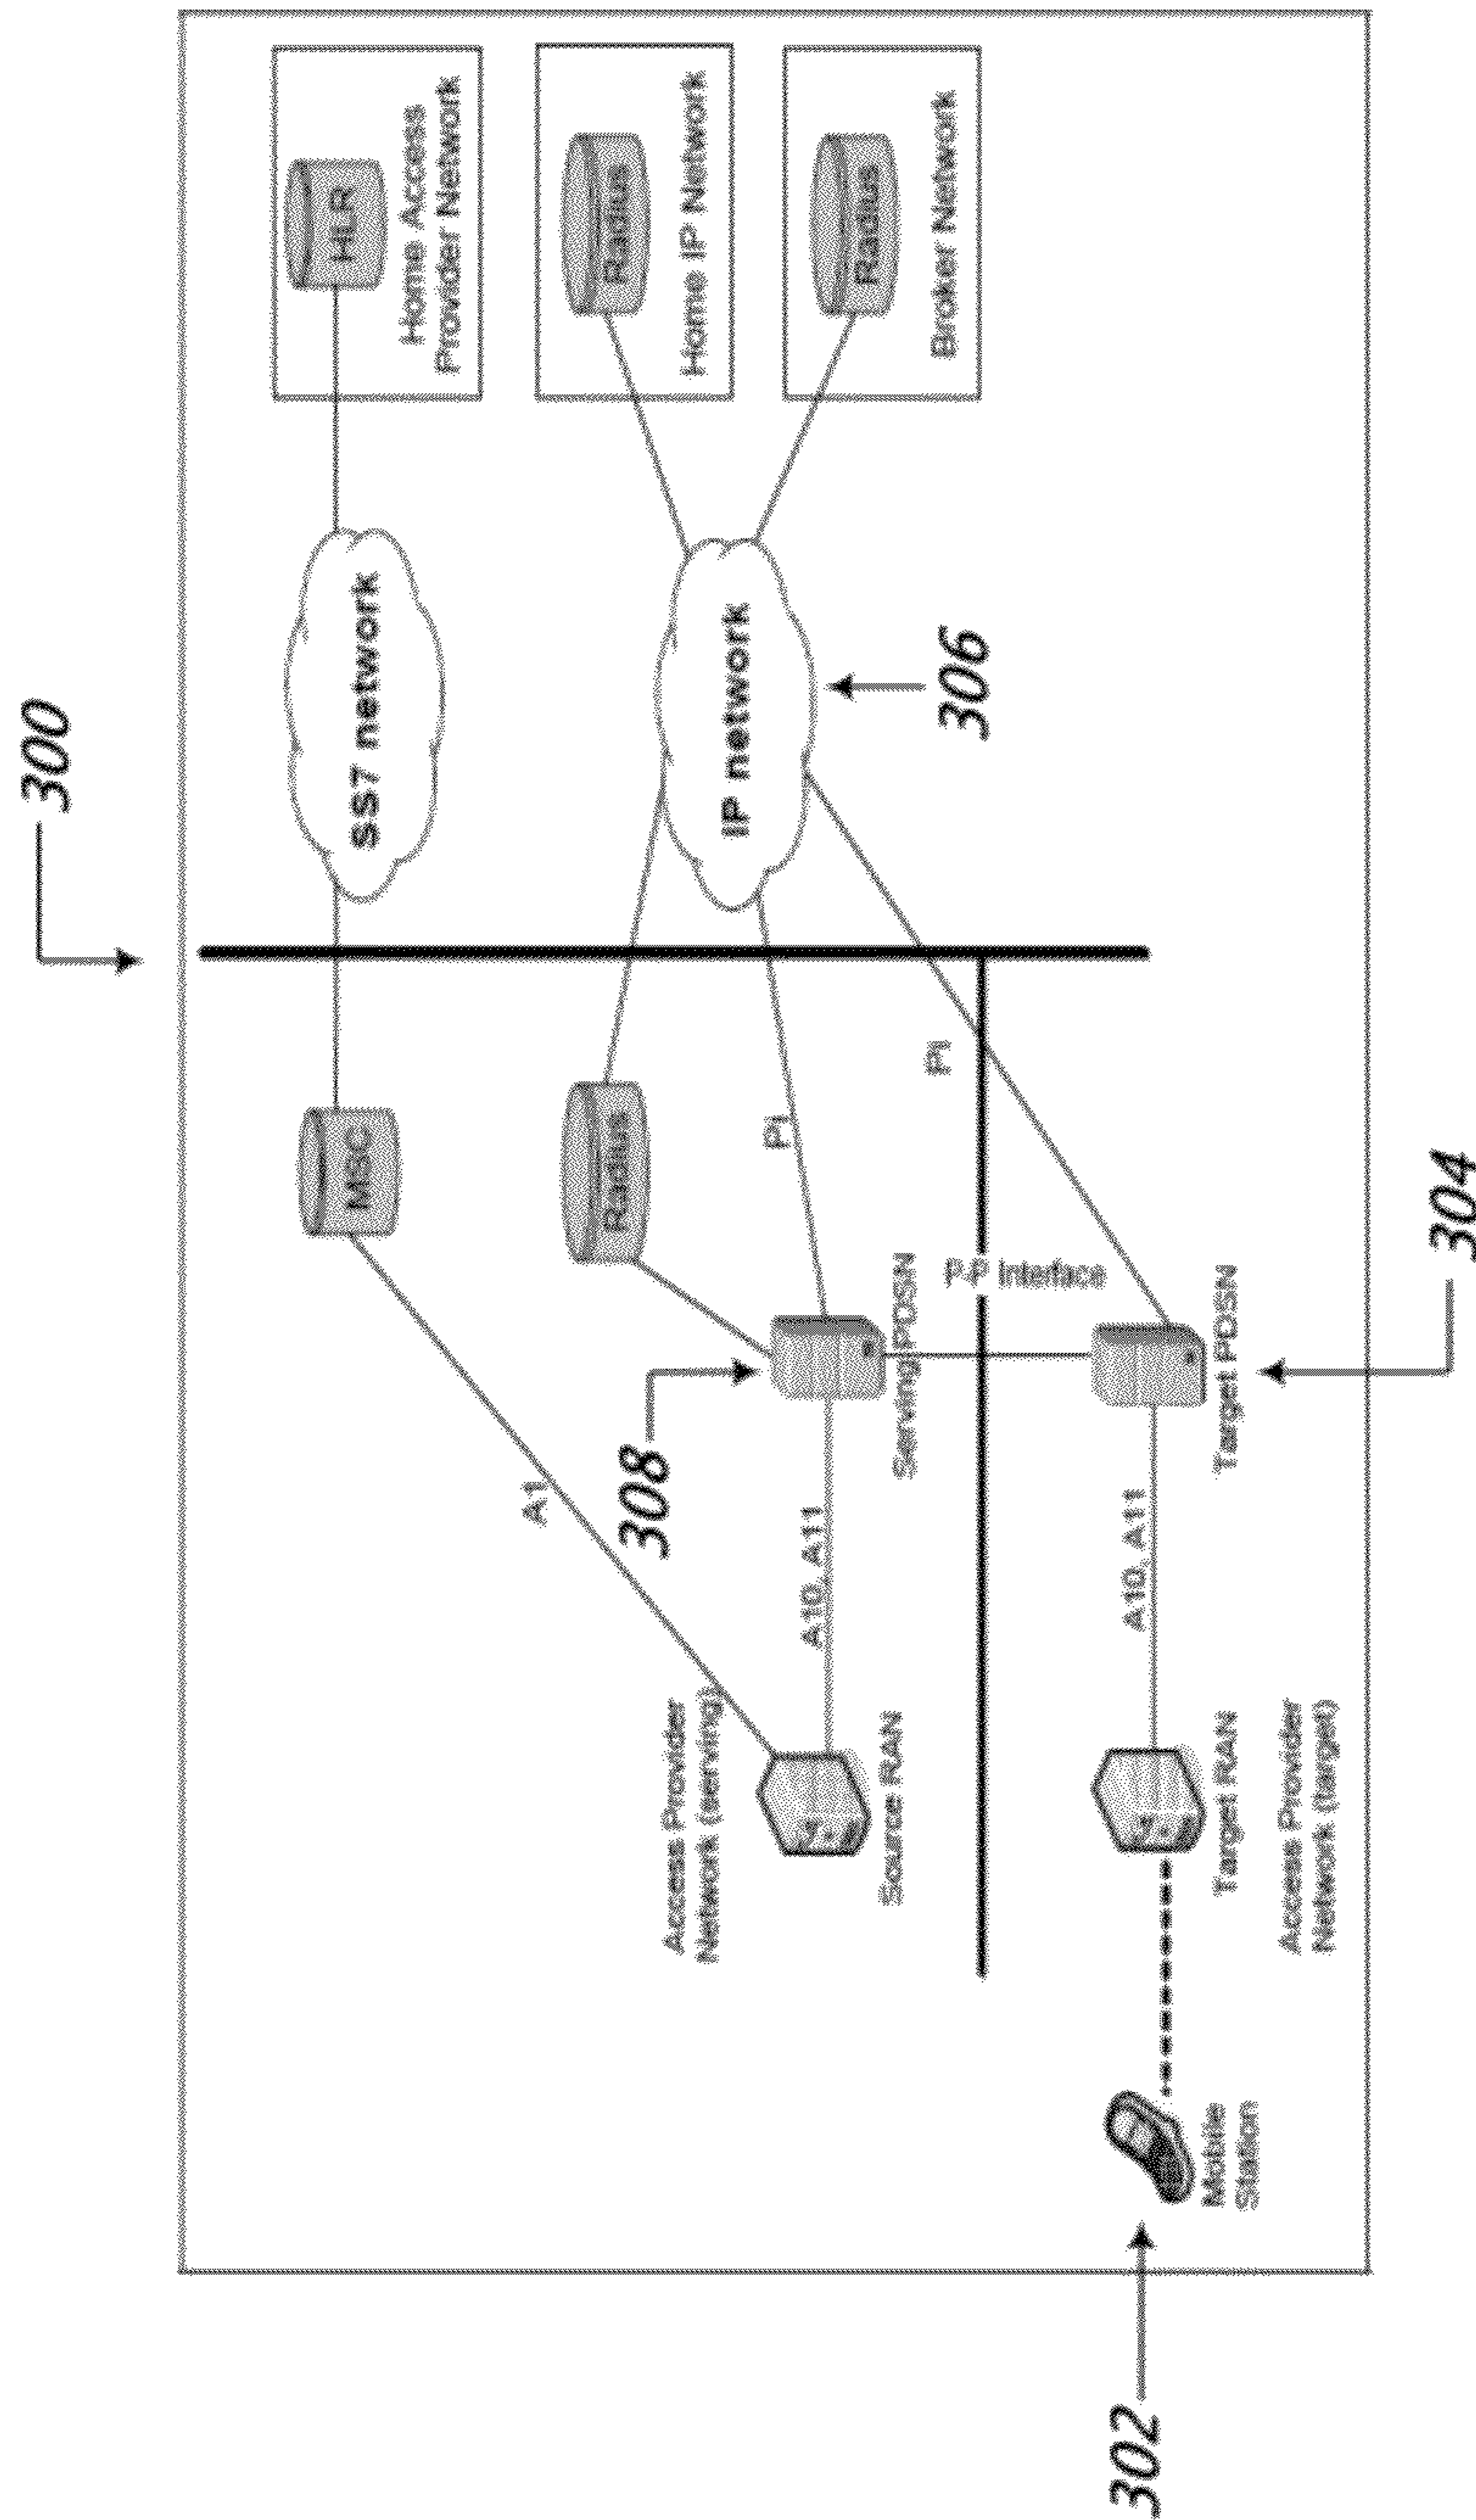 300
HLR
Home Access
Provider Network
SS7 network
MSC
A1
Radius
Home IP Network
IP network
306
Radius
Radius
Broker Network
Pi
Pi
308
Access Provider
Network (serving)
A10, A11
Source RAN
Serving PDSN
P-P Interface
A10, A11
Target RAN
Target PDSN
304
Access Provider
Network (target)
Mobile
Station
302